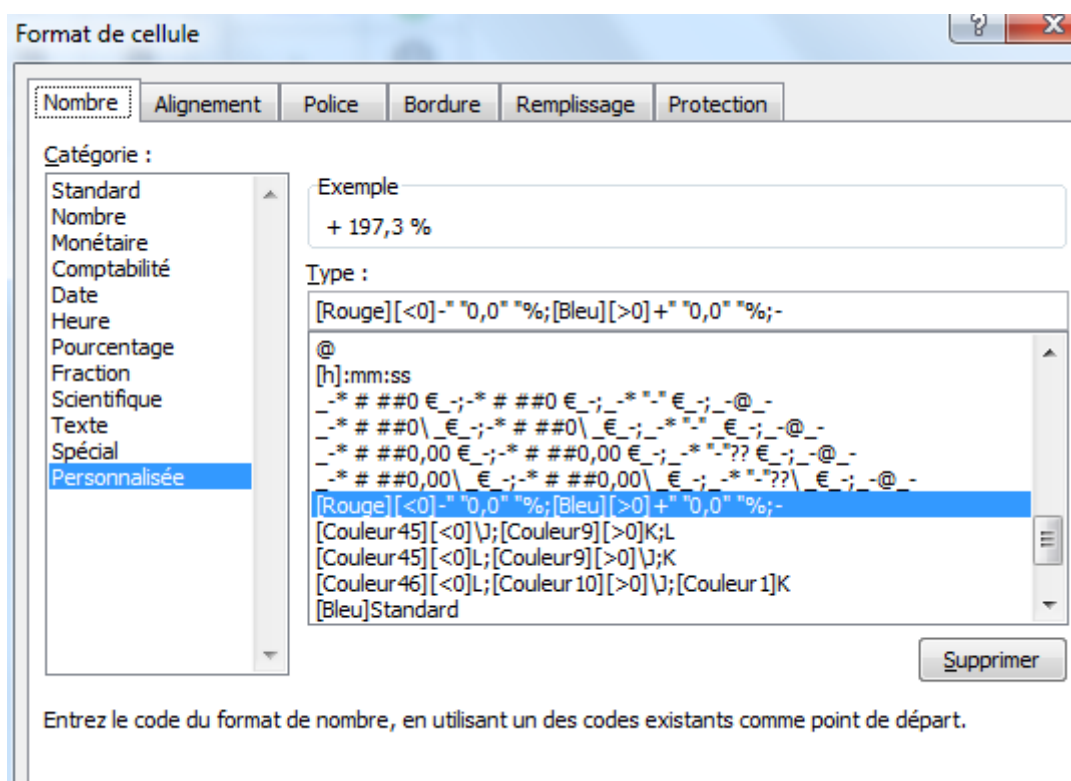 Format de cellule
Nombre Alignement Police Bordure Remplissage Protection
Catégorie :
Standard
Nombre
Monétaire
Comptabilité
Date
Heure
Pourcentage
Fraction
Scientifique
Texte
Spécial
Personnalisée
Exemple
+ 197,3 %
Type :
[Rouge][<0]-" "0,0" "%;[Bleu][>0]+" "0,0" "%;-
@
[h]:mm:ss
_-* # ##0 €_-;-* # ##0 €_-;_-* "-" €_-;_-@_-
_-* # ##0\ _€_-;-* # ##0\ _€_-;_-* "-" _€_-;_-@_-
_-* # ##0,00 €_-;-* # ##0,00 €_-;_-* "-"?? €_-;_-@_-
_-* # ##0,00\ _€_-;-* # ##0,00\ _€_-;_-* "-"??\ _€_-;_-@_-
[Rouge][<0]-" "0,0" "%;[Bleu][>0]+" "0,0" "%;-
[Couleur45][<0]\J;[Couleur9][>0]K;L
[Couleur45][<0]L;[Couleur9][>0]\J;K
[Couleur46][<0]L;[Couleur10][>0]\J;[Couleur1]K
[Bleu]Standard
Supprimer
Entrez le code du format de nombre, en utilisant un des codes existants comme point de départ.